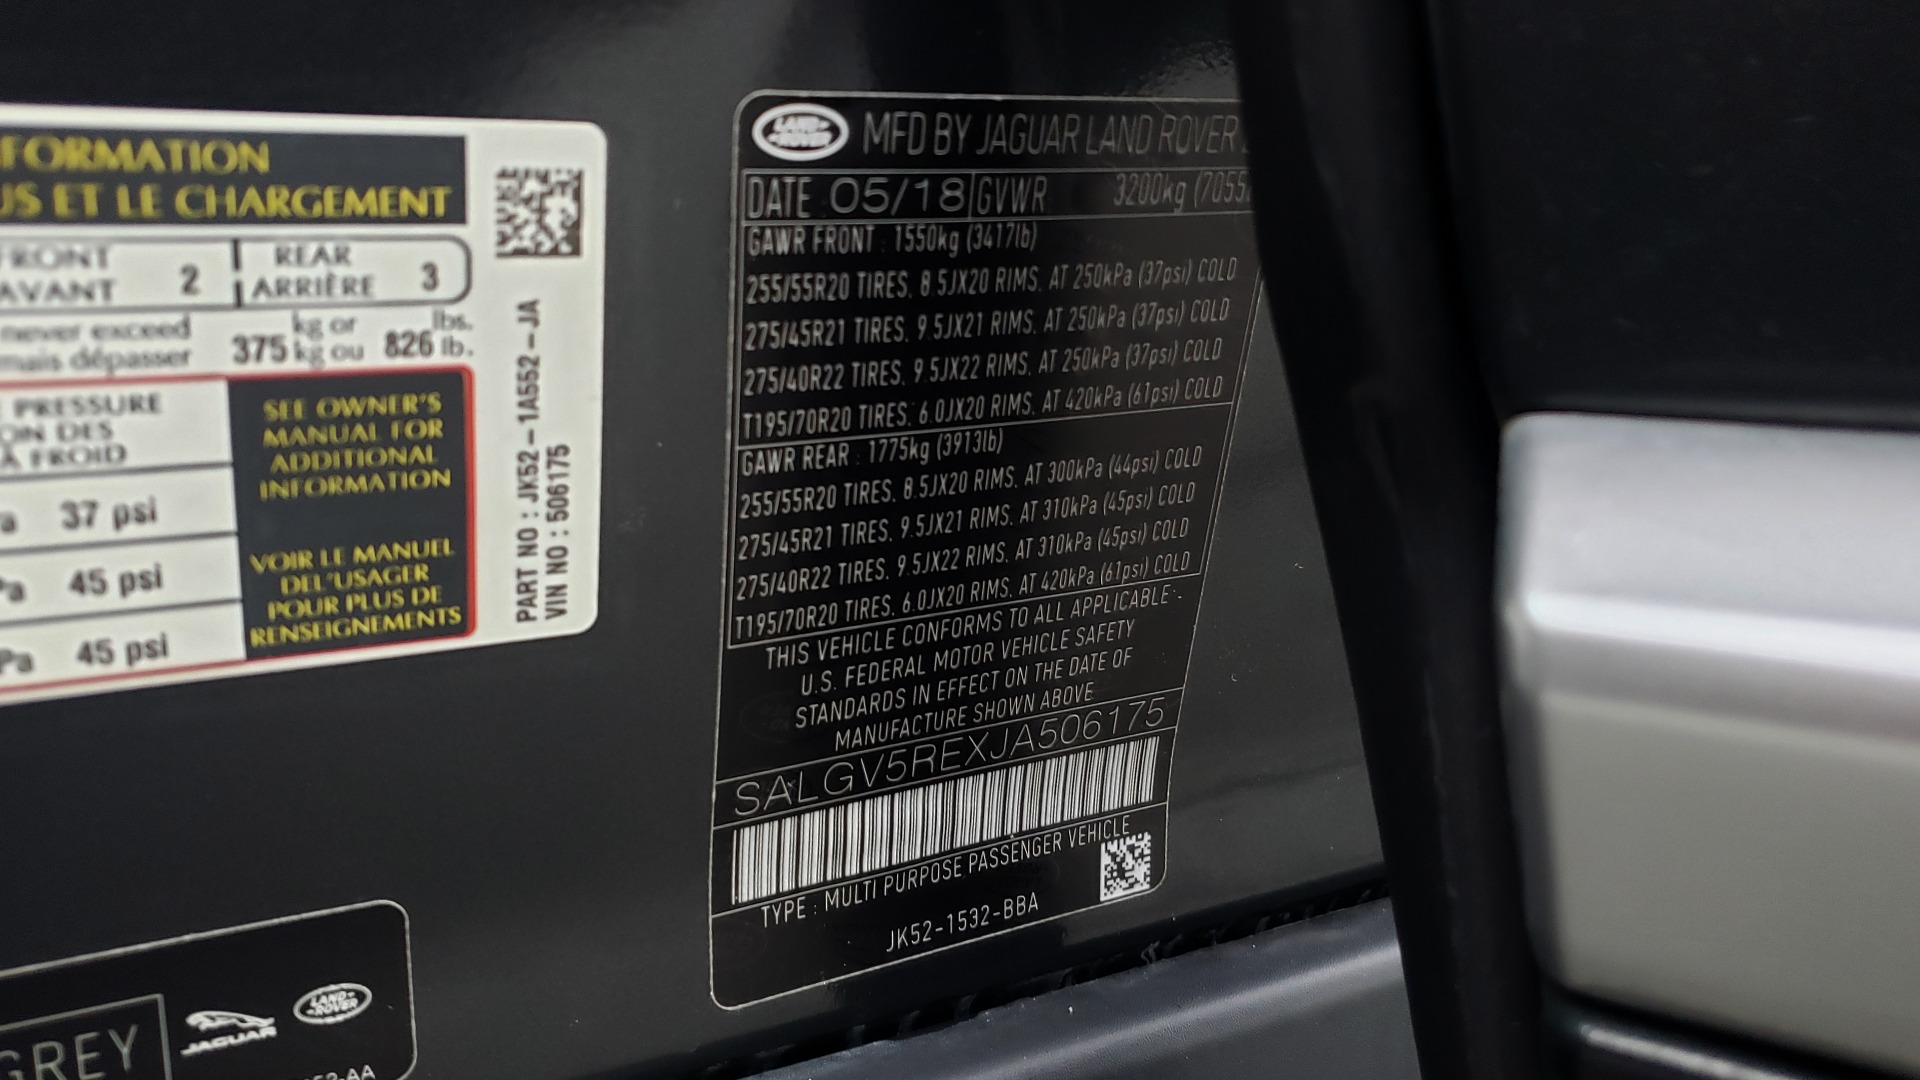 FORMATION
US ET LE CHARGEMENT
FRONT
AVANT
2
REAR
ARRIÈRE
3
never exceed
mais dépasser
375
kg or
kg ou
826
lbs.
lb.
PRESSURE
ON DES
À FROID
37 psi
45 psi
45 psi
SEE OWNER'S
MANUAL FOR
ADDITIONAL
INFORMATION
VOIR LE MANUEL
DEL'USAGER
POUR PLUS DE
RENSEIGNEMENTS
PART NO : JK52-1A552-JA
VIN NO : 506175
LAND-ROVER MFD BY JAGUAR LAND ROVER
DATE 05/18 GVWR 3200kg (7055
GAWR FRONT : 1550kg (3417lb)
255/55R20 TIRES. 8.5JX20 RIMS. AT 250kPa (37psi) COLD
275/45R21 TIRES. 9.5JX21 RIMS. AT 250kPa (37psi) COLD
275/40R22 TIRES. 9.5JX22 RIMS. AT 250kPa (37psi) COLD
T195/70R20 TIRES. 6.0JX20 RIMS. AT 420kPa (61psi) COLD
GAWR REAR : 1775kg (3913lb)
255/55R20 TIRES. 8.5JX20 RIMS. AT 300kPa (44psi) COLD
275/45R21 TIRES. 9.5JX21 RIMS. AT 310kPa (45psi) COLD
275/40R22 TIRES. 9.5JX22 RIMS. AT 310kPa (45psi) COLD
T195/70R20 TIRES. 6.0JX20 RIMS. AT 420kPa (61psi) COLD
THIS VEHICLE CONFORMS TO ALL APPLICABLE:-
U.S. FEDERAL MOTOR VEHICLE SAFETY
STANDARDS IN EFFECT ON THE DATE OF
MANUFACTURE SHOWN ABOVE
SALGV5REXJA506175
TYPE : MULTI PURPOSE PASSENGER VEHICLE
JK52-1532-BBA
GREY
JAGUAR
LAND-ROVER